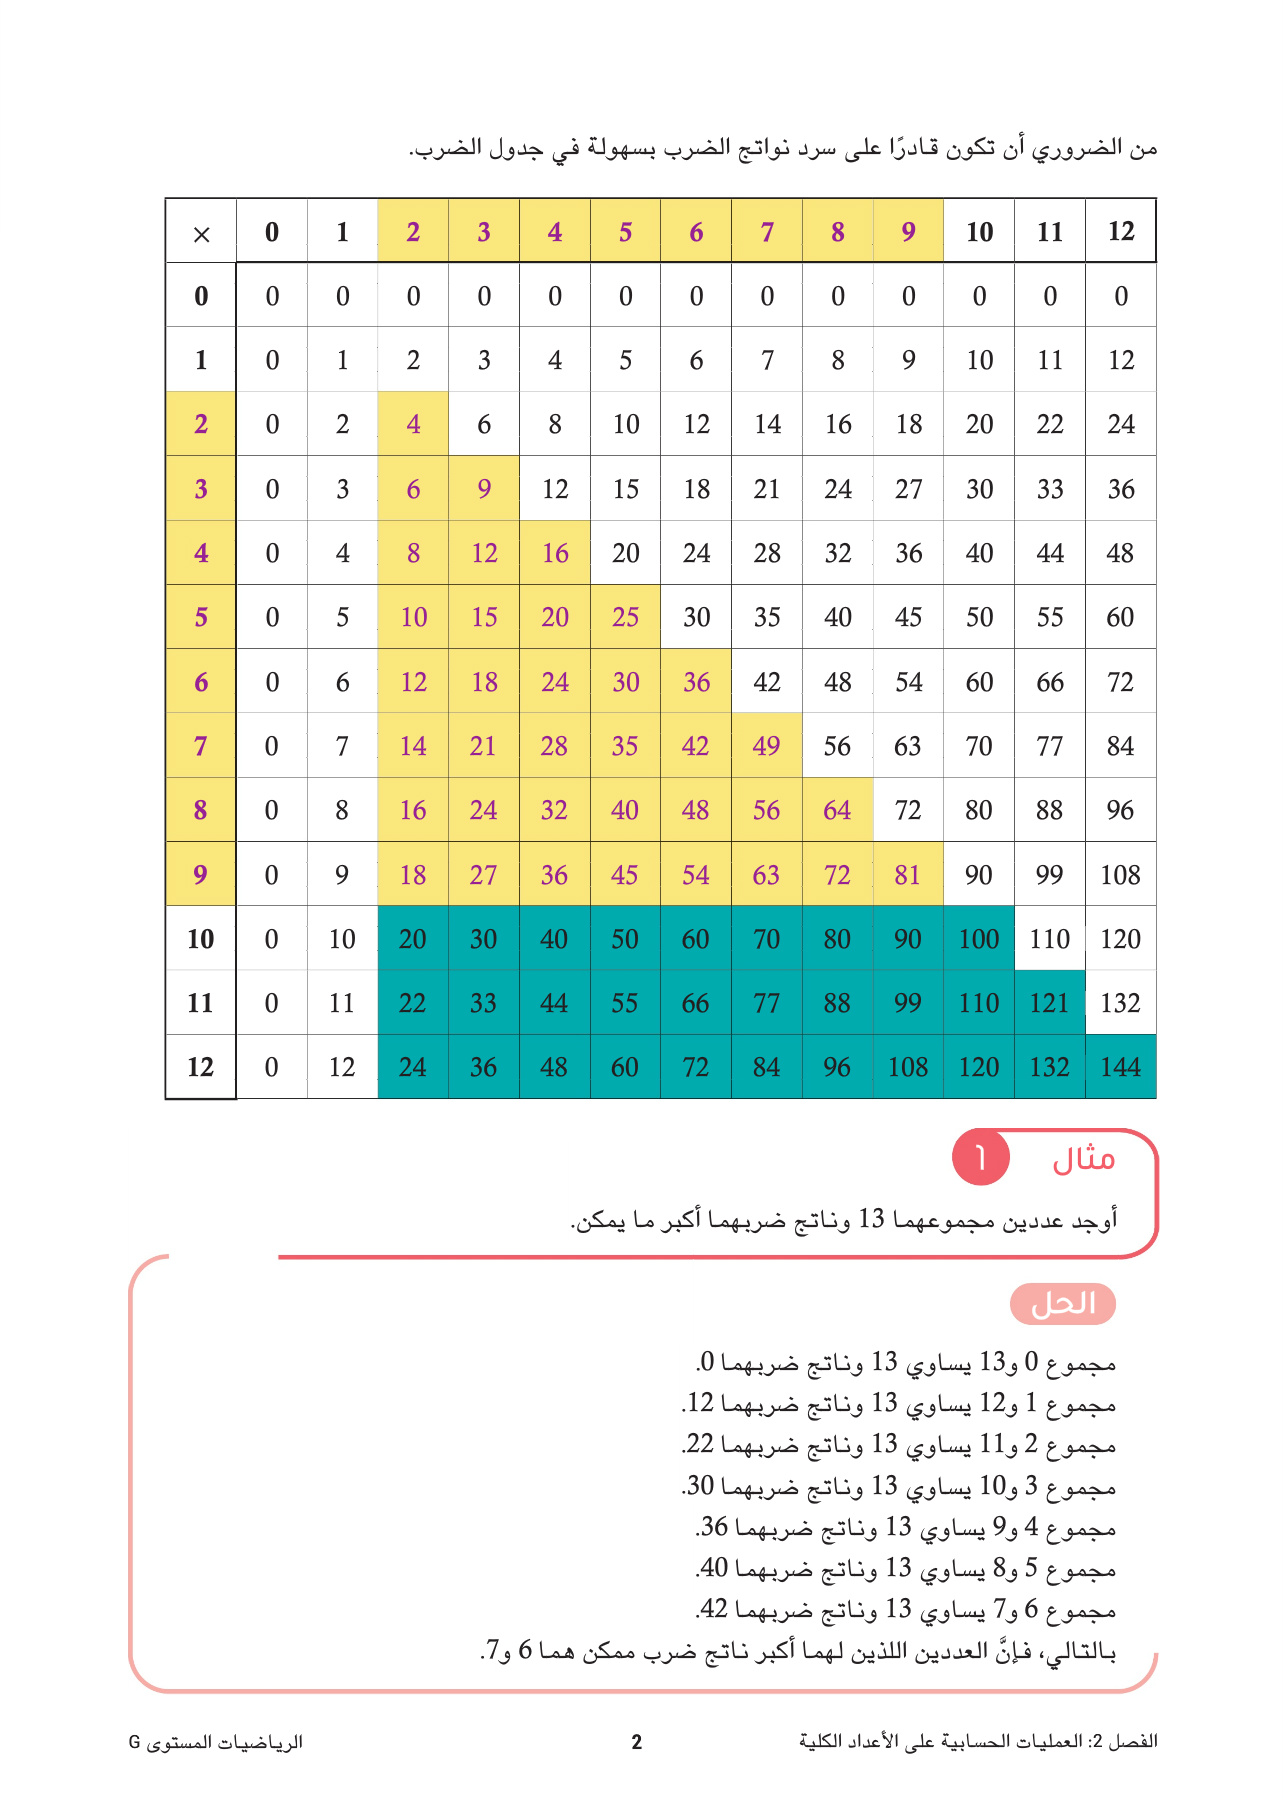 من الضروري أن تكون قادرًا على سرد نواتج الضرب بسهولة في جدول الضرب.
× 0 1 2 3 4 5 6 7 8 9 10 11 12
0 0 0 0 0 0 0 0 0 0 0 0 0 0
1 0 1 2 3 4 5 6 7 8 9 10 11 12
2 0 2 4 6 8 10 12 14 16 18 20 22 24
3 0 3 6 9 12 15 18 21 24 27 30 33 36
4 0 4 8 12 16 20 24 28 32 36 40 44 48
5 0 5 10 15 20 25 30 35 40 45 50 55 60
6 0 6 12 18 24 30 36 42 48 54 60 66 72
7 0 7 14 21 28 35 42 49 56 63 70 77 84
8 0 8 16 24 32 40 48 56 64 72 80 88 96
9 0 9 18 27 36 45 54 63 72 81 90 99 108
10 0 10 20 30 40 50 60 70 80 90 100 110 120
11 0 11 22 33 44 55 66 77 88 99 110 121 132
12 0 12 24 36 48 60 72 84 96 108 120 132 144
مثال ١
أوجد عددين مجموعهما 13 وناتج ضربهما أكبر ما يمكن.
الحل
مجموع 0 و13 يساوي 13 وناتج ضربهما 0.
مجموع 1 و12 يساوي 13 وناتج ضربهما 12.
مجموع 2 و11 يساوي 13 وناتج ضربهما 22.
مجموع 3 و10 يساوي 13 وناتج ضربهما 30.
مجموع 4 و9 يساوي 13 وناتج ضربهما 36.
مجموع 5 و8 يساوي 13 وناتج ضربهما 40.
مجموع 6 و7 يساوي 13 وناتج ضربهما 42.
بالتالي، فإنَّ العددين اللذين لهما أكبر ناتج ضرب ممكن هما 6 و7.
الفصل 2: العمليات الحسابية على الأعداد الكلية 2 الرياضيات المستوى G